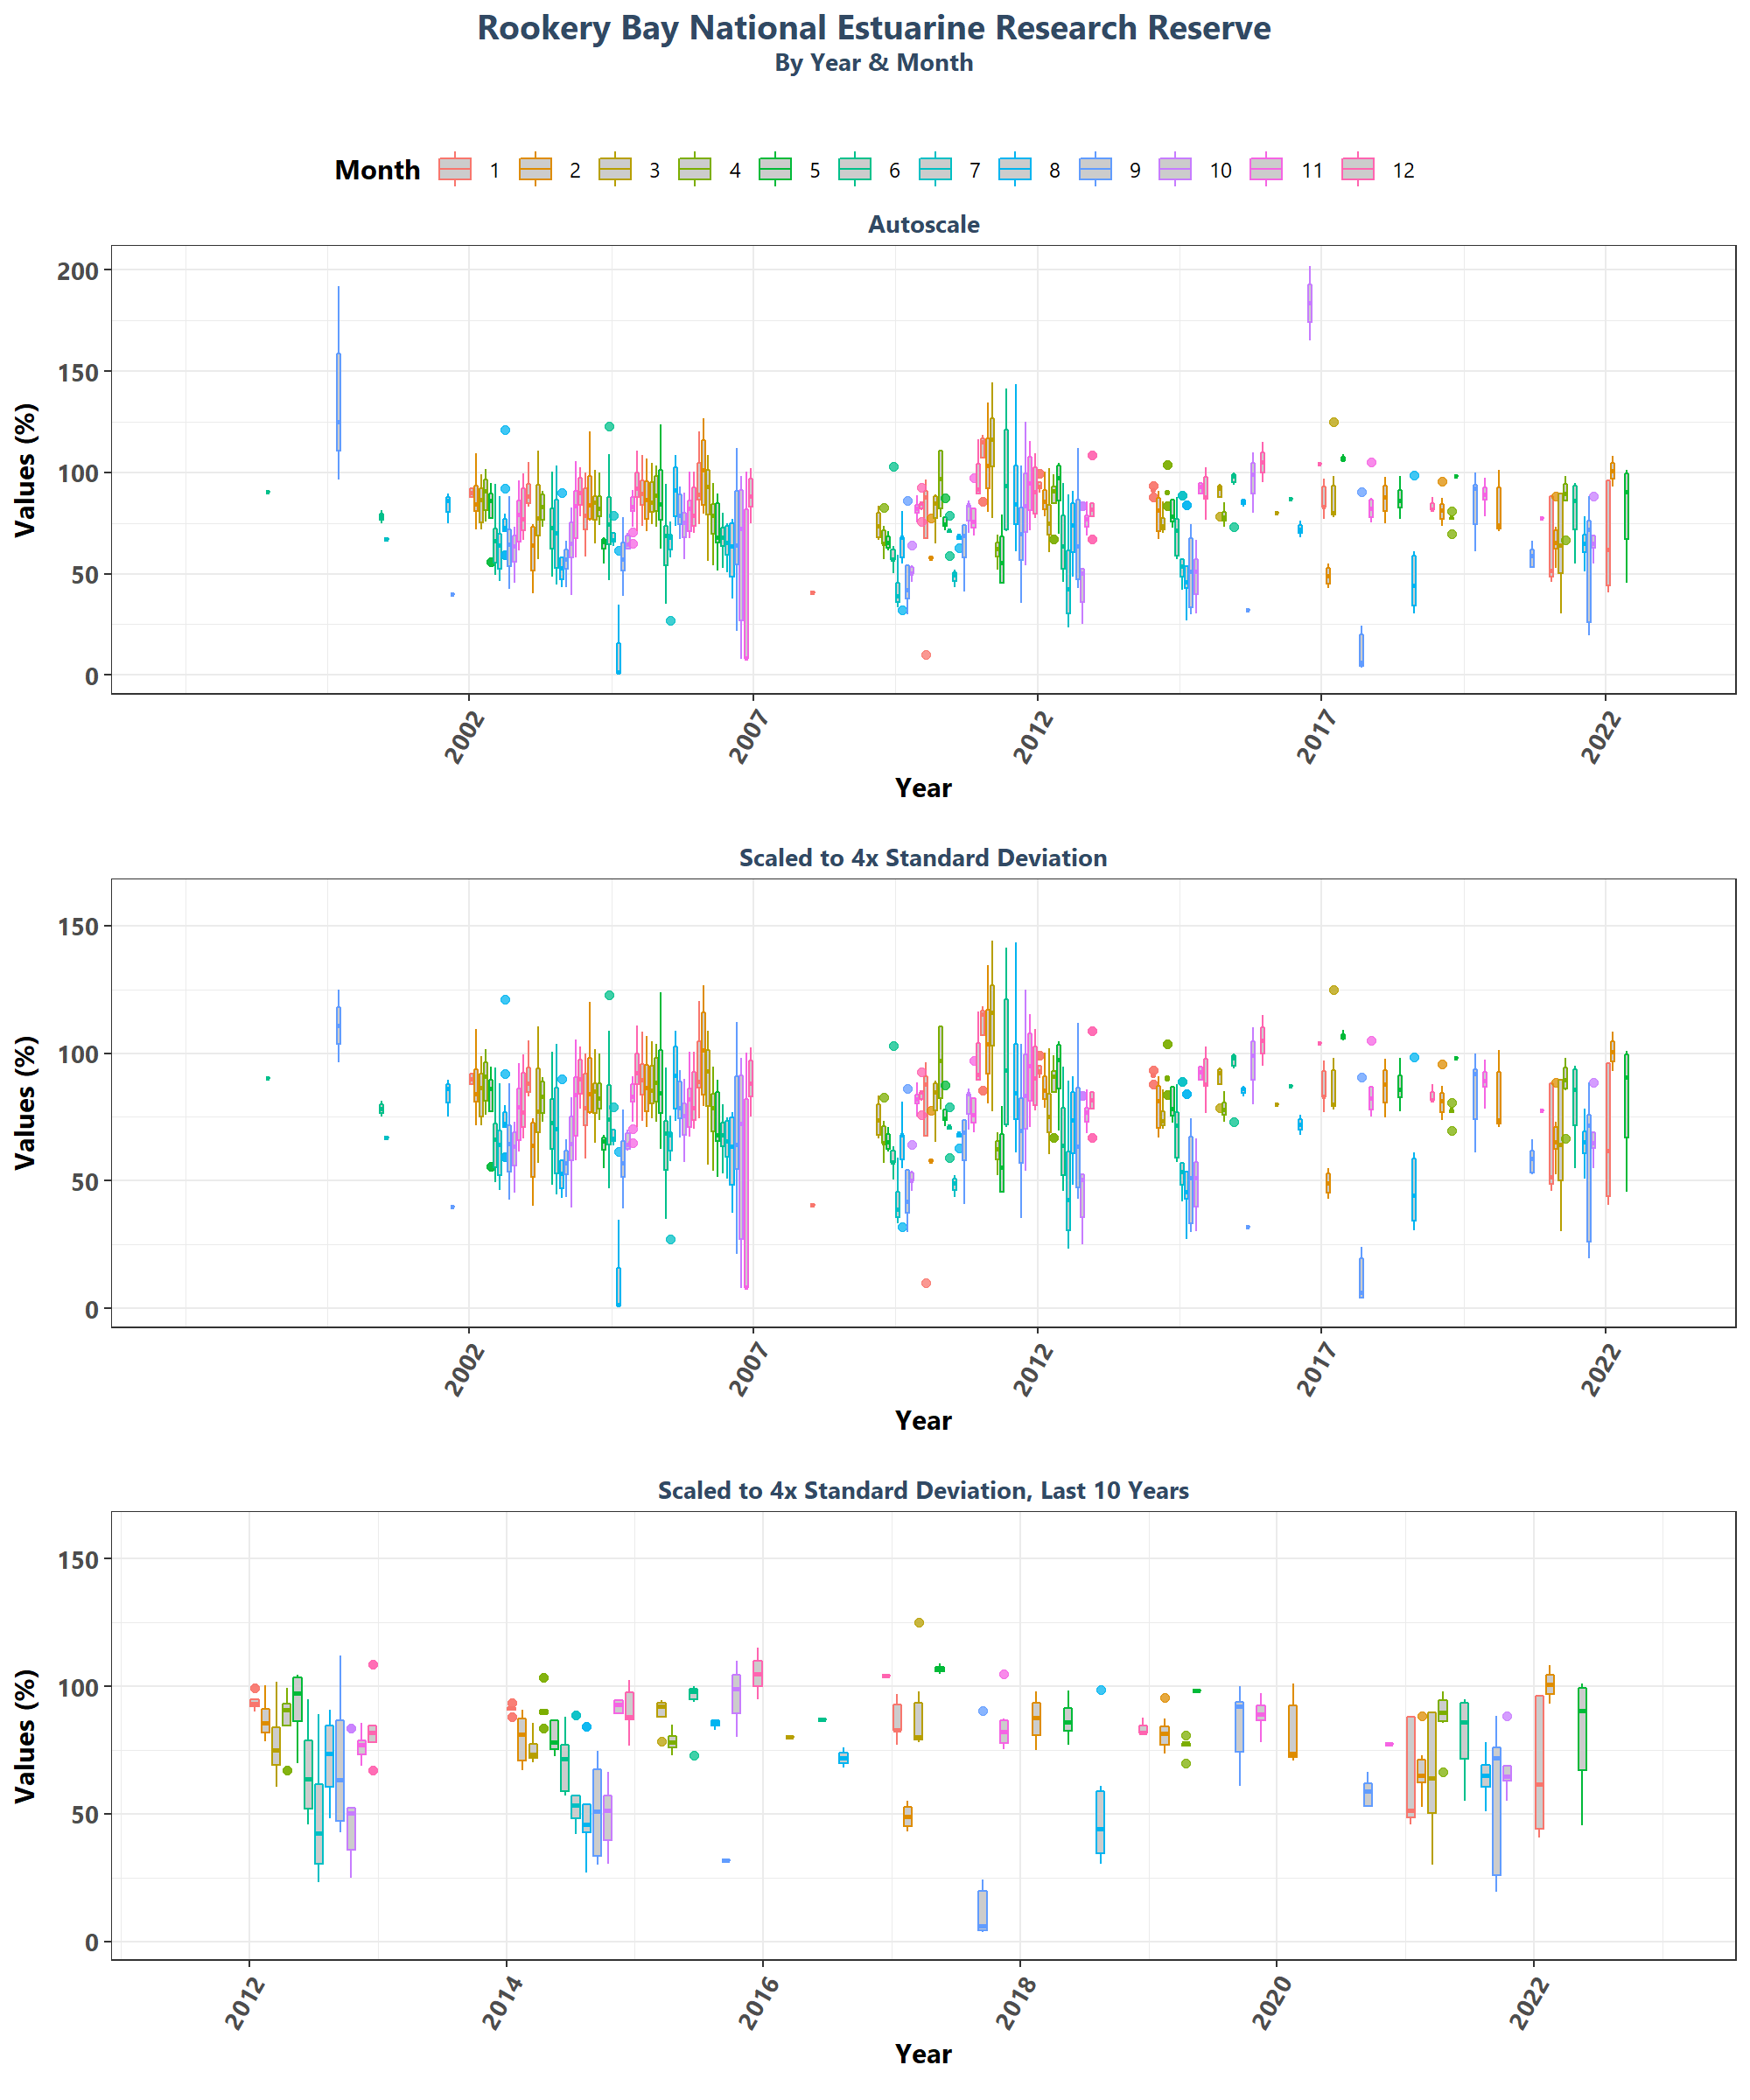 Rookery Bay National Estuarine Research Reserve
By Year & Month
Month 1 2 3 4 5 6 7 8 9 10 11 12
Autoscale
Values (%)
200
150
100
50
0
2002 2007 2012 2017 2022
Year
Scaled to 4x Standard Deviation
Values (%)
150
100
50
0
2002 2007 2012 2017 2022
Year
Scaled to 4x Standard Deviation, Last 10 Years
Values (%)
150
100
50
0
2012 2014 2016 2018 2020 2022
Year